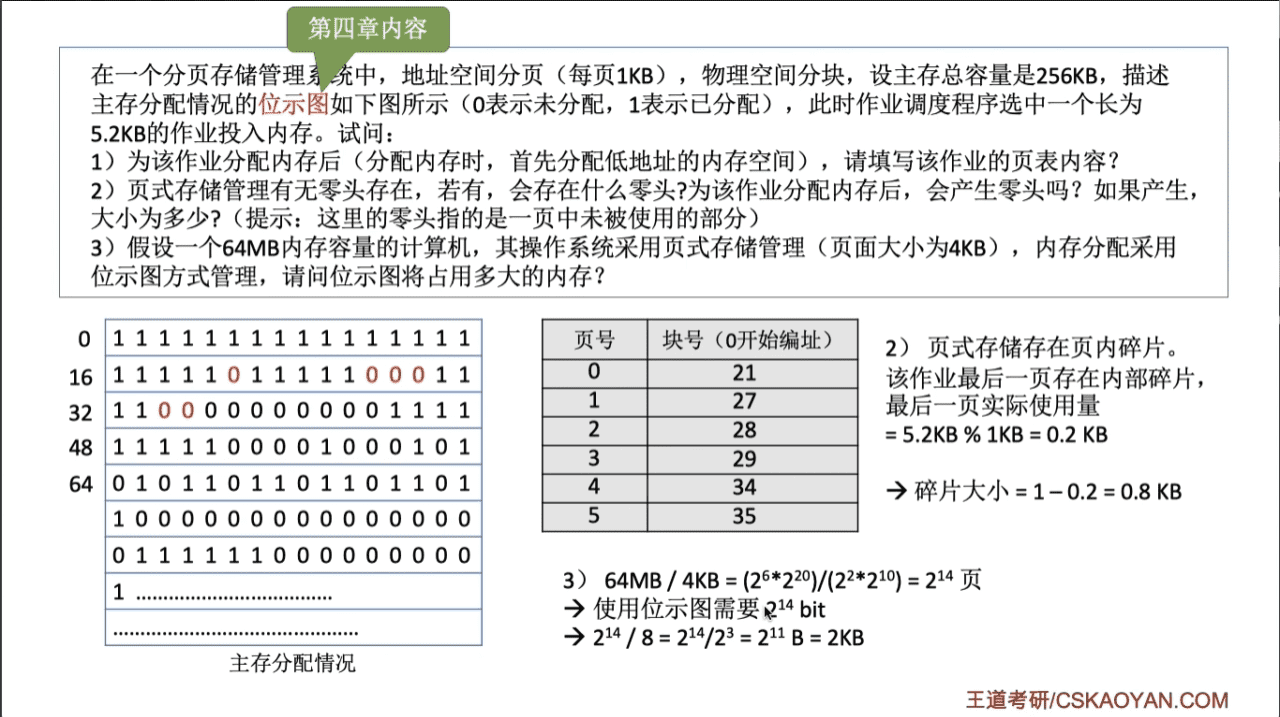 第四章内容
在一个分页存储管理系统中，地址空间分页（每页1KB），物理空间分块，设主存总容量是256KB，描述
主存分配情况的位示图如下图所示（0表示未分配，1表示已分配），此时作业调度程序选中一个长为
5.2KB的作业投入内存。试问：
1）为该作业分配内存后（分配内存时，首先分配低地址的内存空间），请填写该作业的页表内容？
2）页式存储管理有无零头存在，若有，会存在什么零头?为该作业分配内存后，会产生零头吗？如果产生，
大小为多少?（提示：这里的零头指的是一页中未被使用的部分）
3）假设一个64MB内存容量的计算机，其操作系统采用页式存储管理（页面大小为4KB），内存分配采用
位示图方式管理，请问位示图将占用多大的内存？
0 1 1 1 1 1 1 1 1 1 1 1 1 1 1 1 1
16 1 1 1 1 1 0 1 1 1 1 1 0 0 0 1 1
32 1 1 0 0 0 0 0 0 0 0 0 0 1 1 1 1
48 1 1 1 1 1 0 0 0 0 1 0 0 0 1 0 1
64 0 1 0 1 1 0 1 1 0 1 1 0 1 1 0 1
1 0 0 0 0 0 0 0 0 0 0 0 0 0 0 0
0 1 1 1 1 1 1 0 0 0 0 0 0 0 0 0
1 ....................................
.............................................
主存分配情况
页号 块号（0开始编址）
0 21
1 27
2 28
3 29
4 34
5 35
2） 页式存储存在页内碎片。
该作业最后一页存在内部碎片，
最后一页实际使用量
= 5.2KB % 1KB = 0.2 KB
→ 碎片大小 = 1 – 0.2 = 0.8 KB
3） 64MB / 4KB = (2⁶*2²⁰)/(2²*2¹⁰) = 2¹⁴ 页
→ 使用位示图需要 2¹⁴ bit
→ 2¹⁴ / 8 = 2¹⁴/2³ = 2¹¹ B = 2KB
王道考研/CSKAOYAN.COM